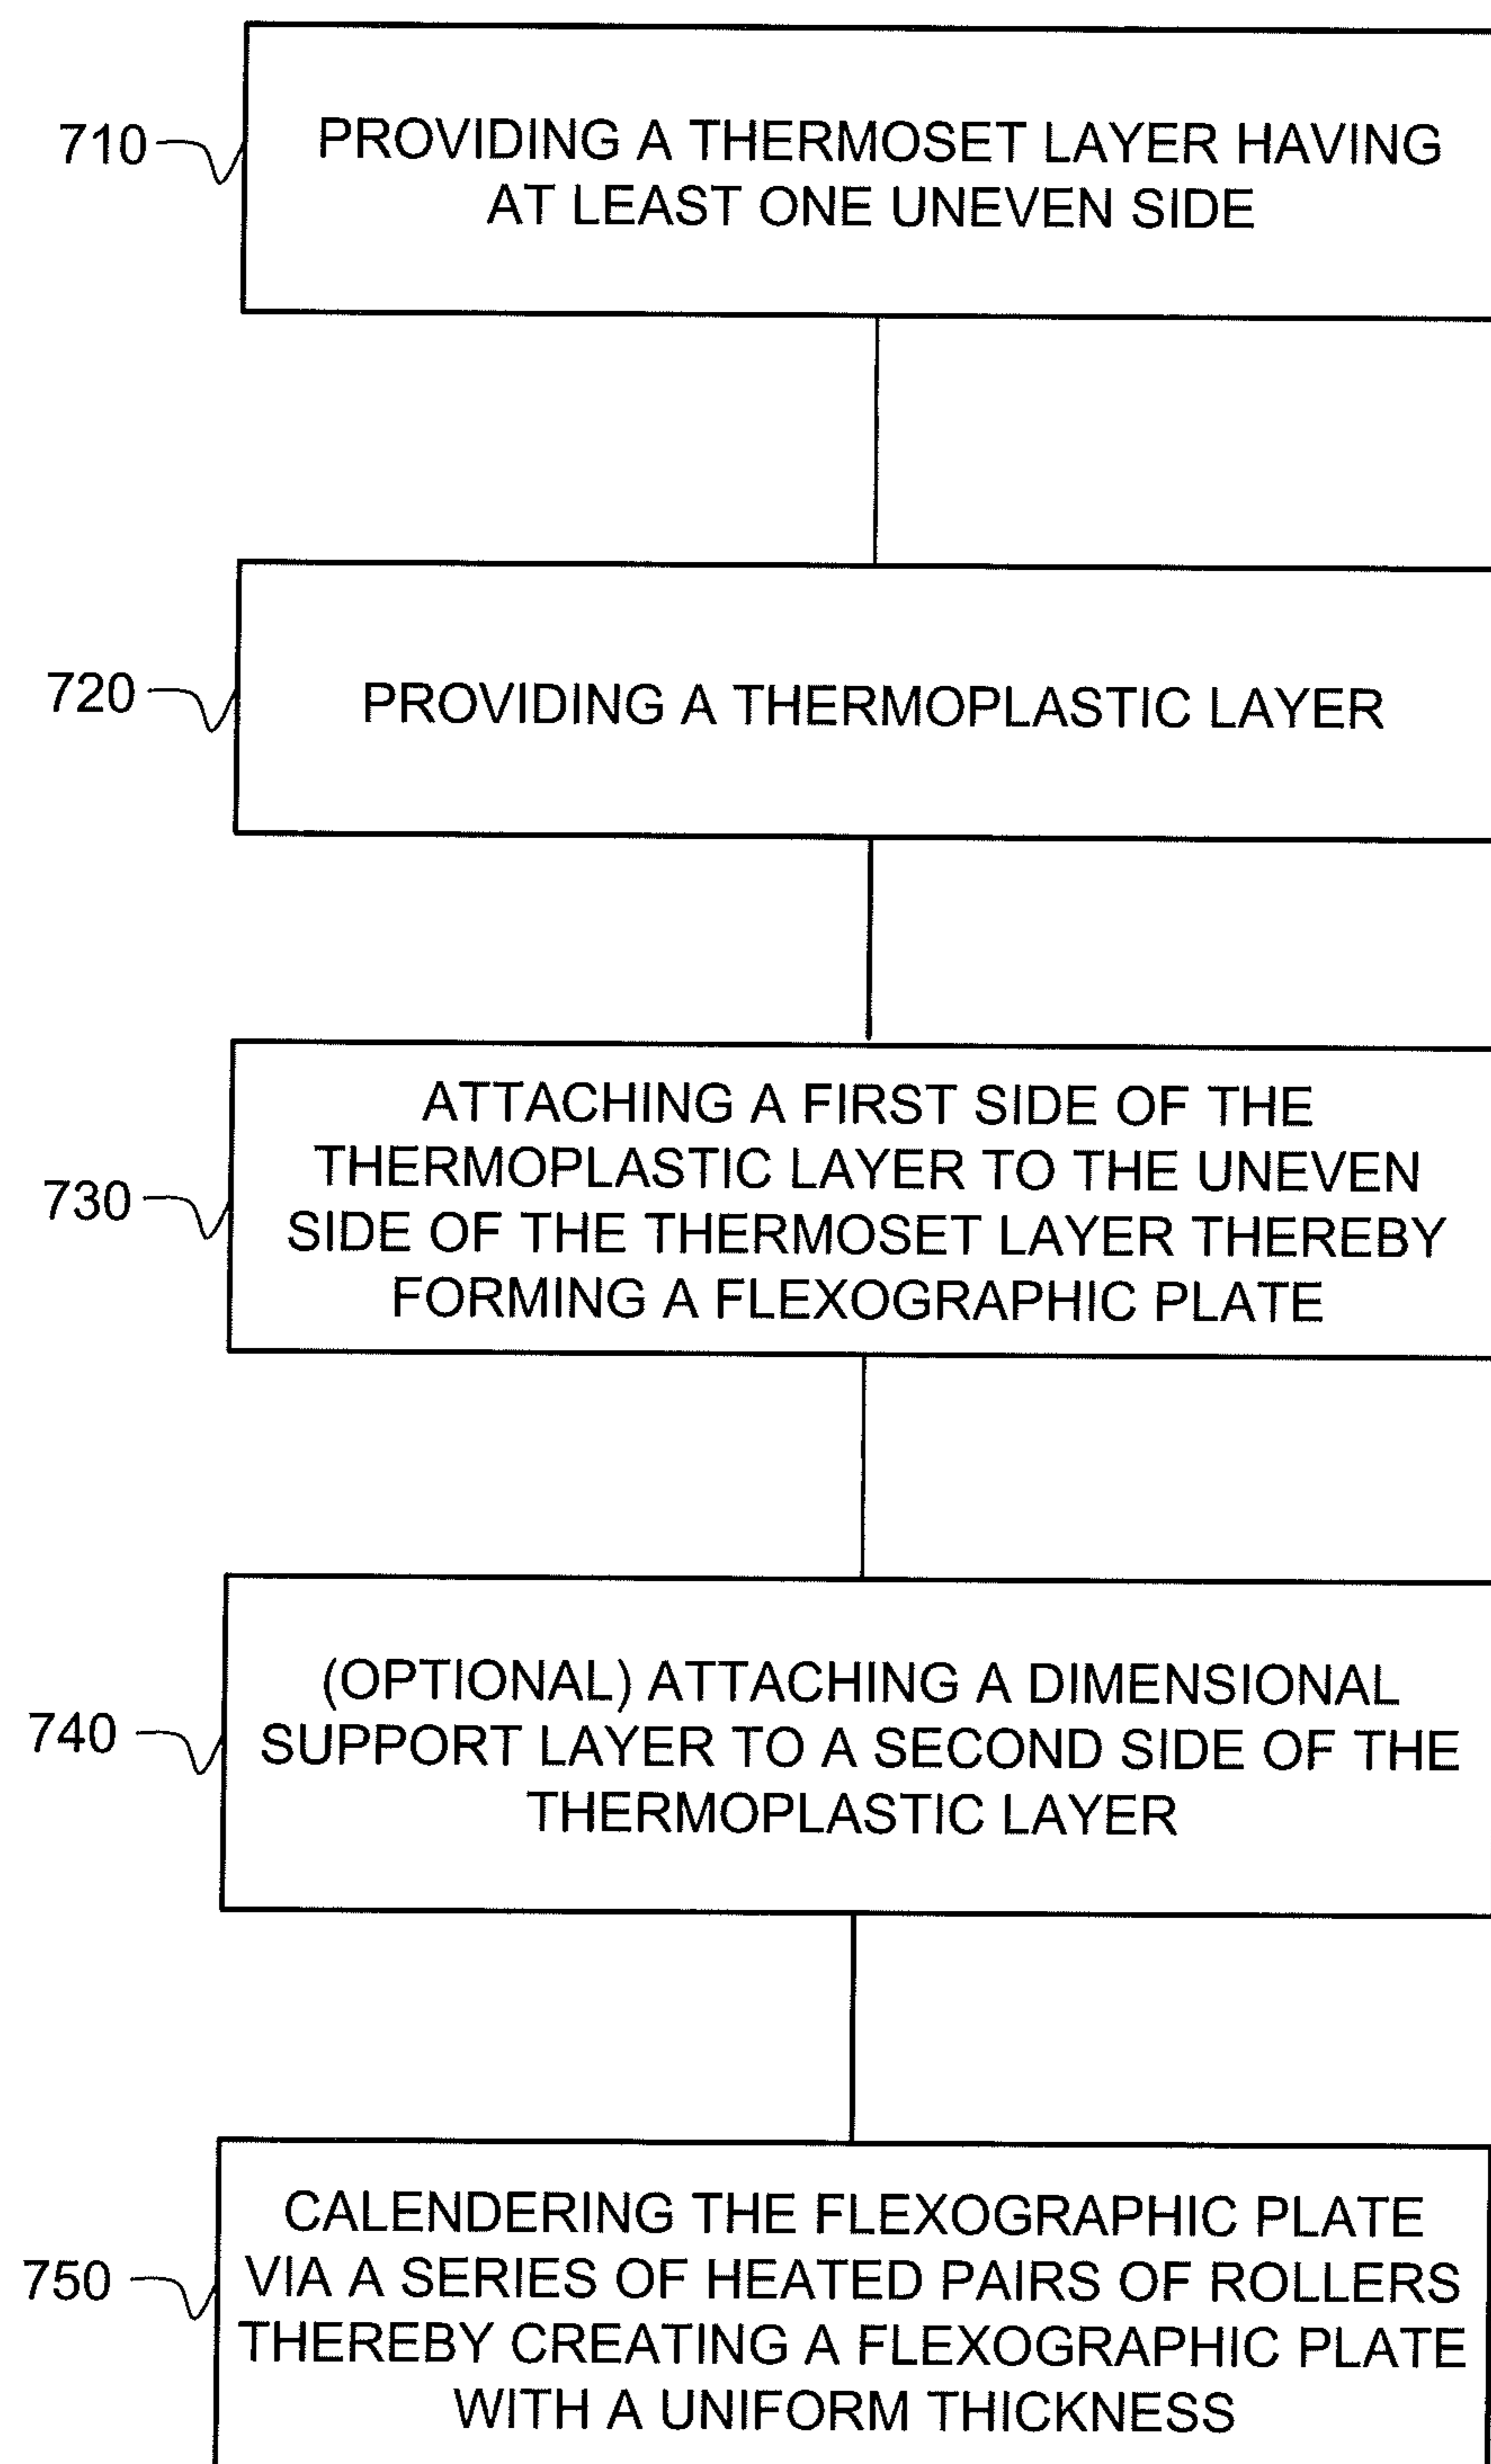 710
PROVIDING A THERMOSET LAYER HAVING
AT LEAST ONE UNEVEN SIDE
720
PROVIDING A THERMOPLASTIC LAYER
730
ATTACHING A FIRST SIDE OF THE
THERMOPLASTIC LAYER TO THE UNEVEN
SIDE OF THE THERMOSET LAYER THEREBY
FORMING A FLEXOGRAPHIC PLATE
740
(OPTIONAL) ATTACHING A DIMENSIONAL
SUPPORT LAYER TO A SECOND SIDE OF THE
THERMOPLASTIC LAYER
750
CALENDERING THE FLEXOGRAPHIC PLATE
VIA A SERIES OF HEATED PAIRS OF ROLLERS
THEREBY CREATING A FLEXOGRAPHIC PLATE
WITH A UNIFORM THICKNESS